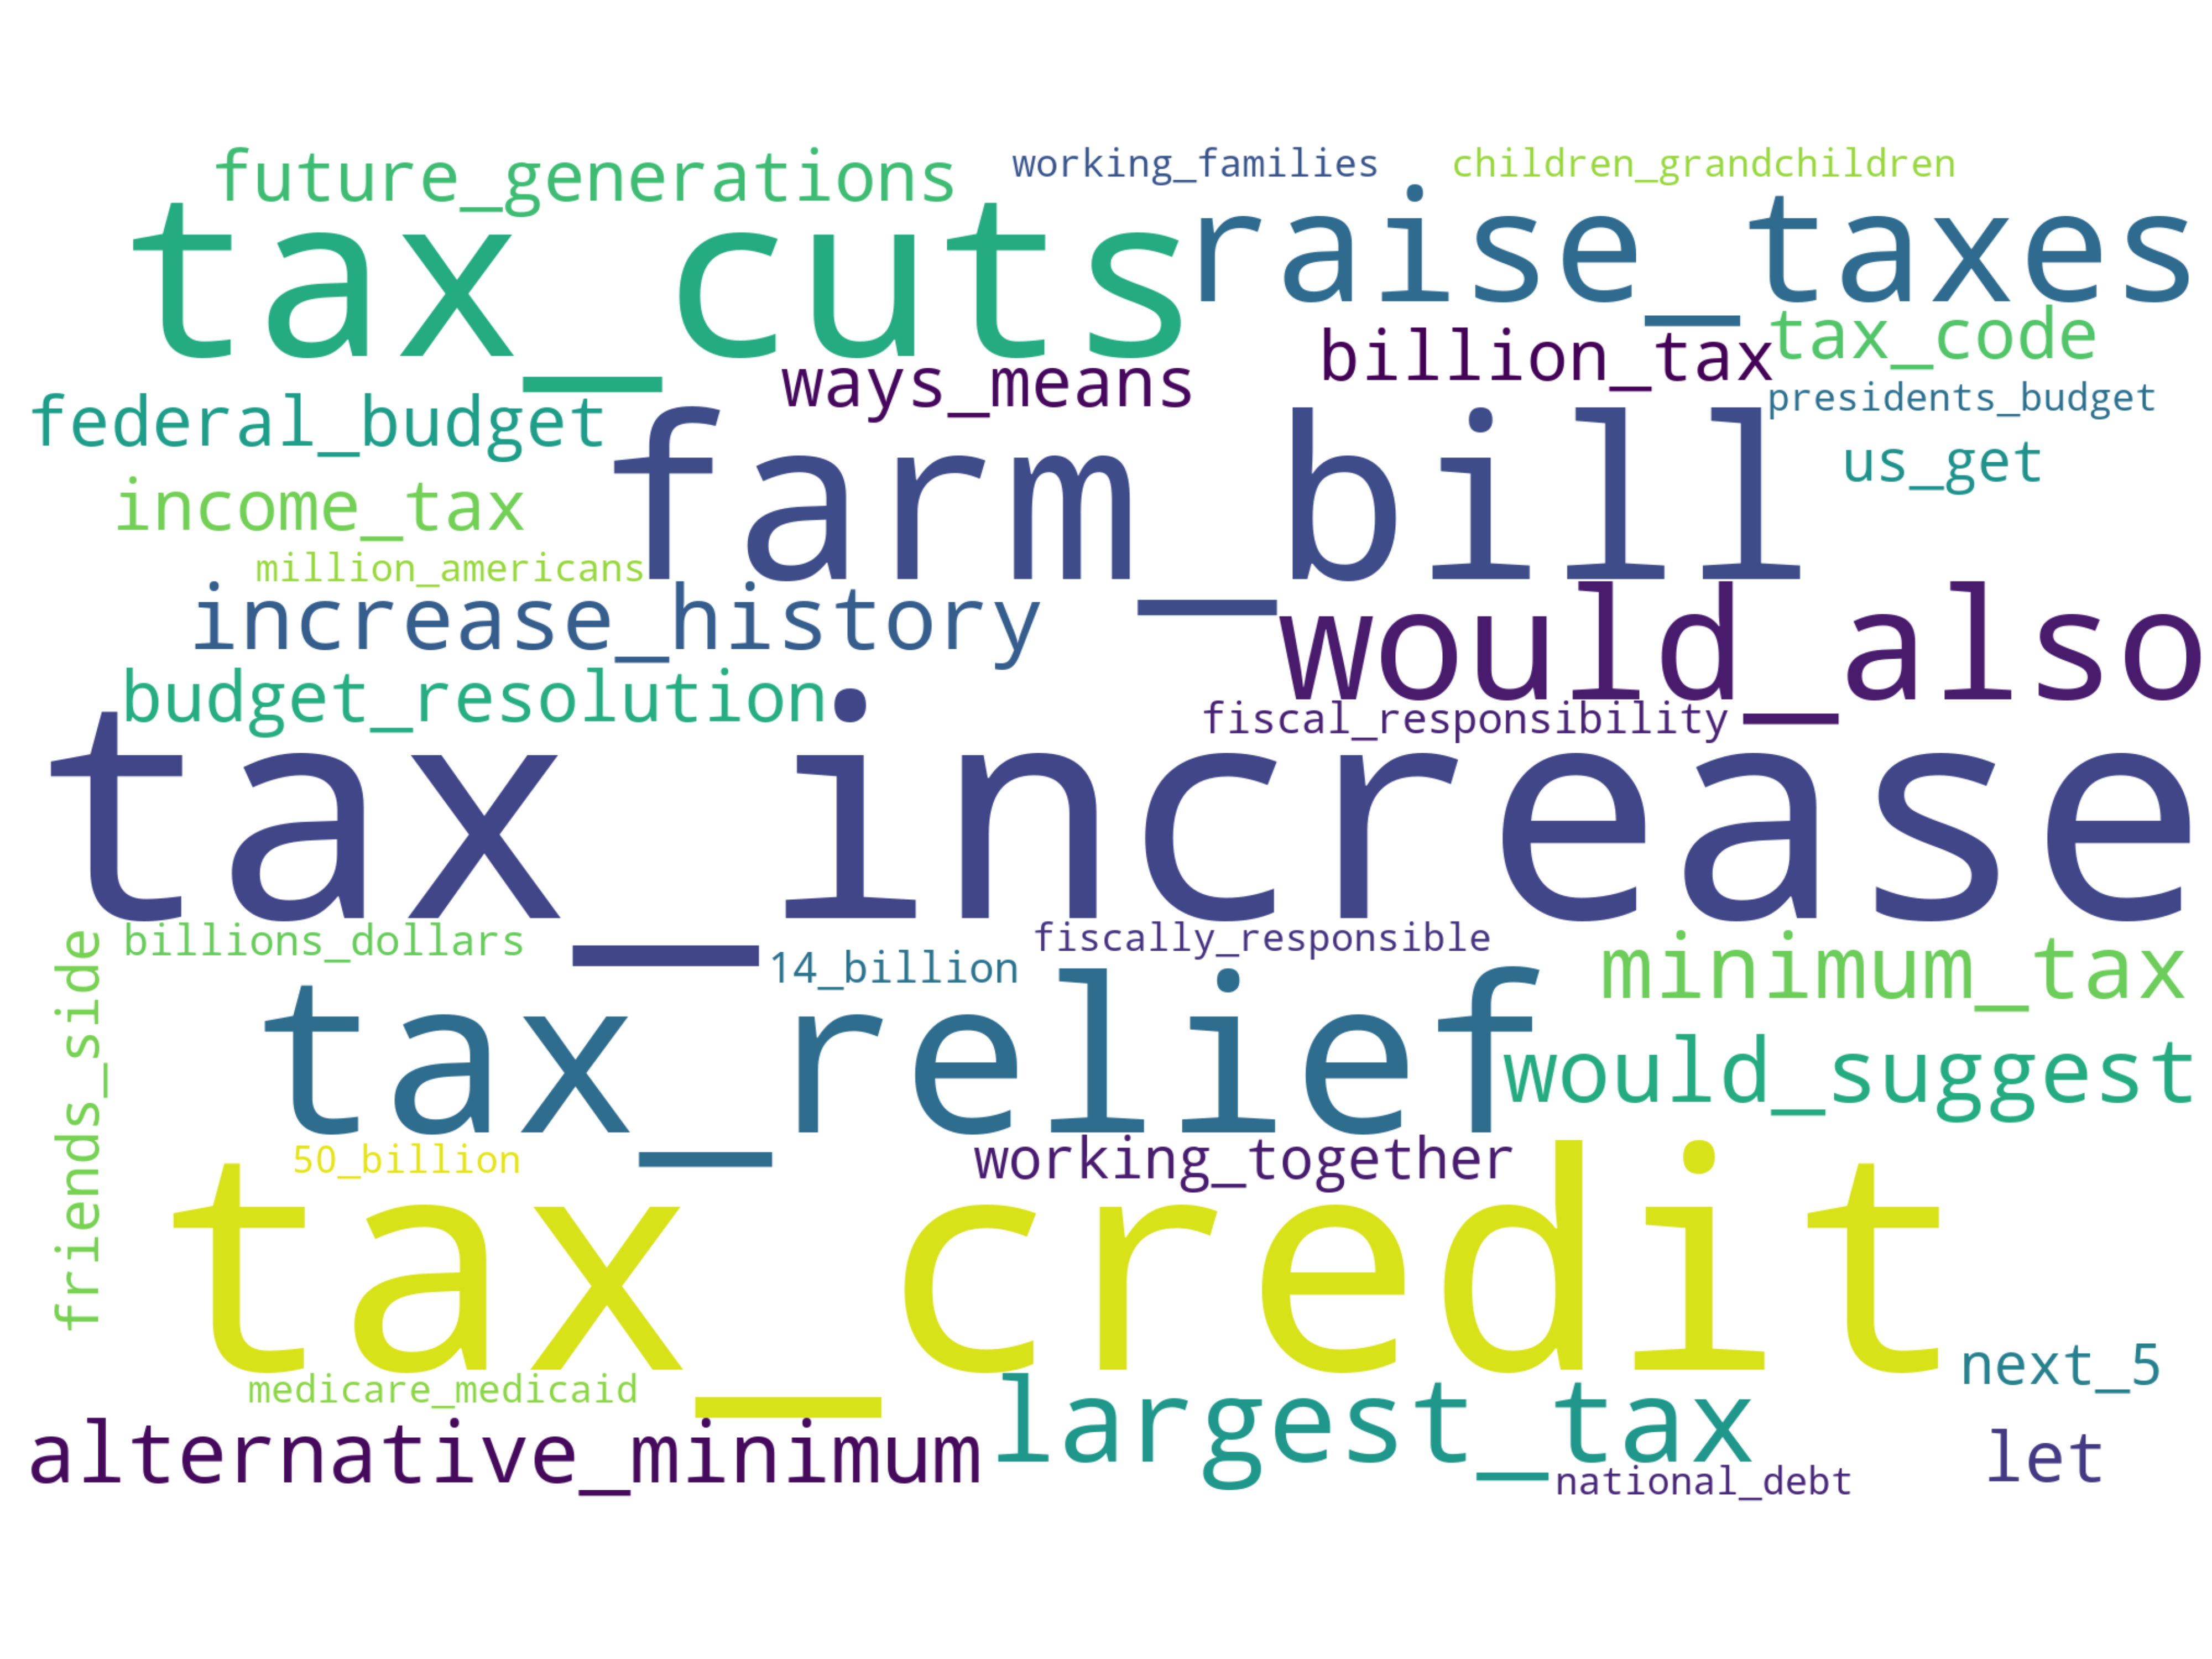 future_generations
working_families
children_grandchildren
tax_cuts
raise_taxes
billion_tax
tax_code
ways_means
presidents_budget
federal_budget
farm_bill
us_get
income_tax
million_americans
increase_history
would_also
budget_resolution
fiscal_responsibility
tax_increase
billions_dollars
fiscally_responsible
14_billion
minimum_tax
friends_side
tax_relief
would_suggest
50_billion
working_together
tax_credit
next_5
medicare_medicaid
largest_tax
alternative_minimum
let
national_debt